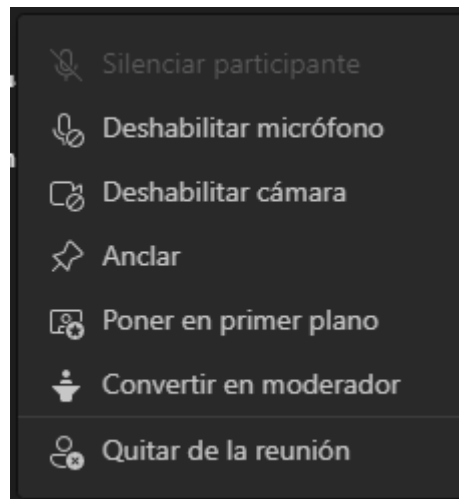 Silenciar participante
Deshabilitar micrófono
Deshabilitar cámara
Anclar
Poner en primer plano
Convertir en moderador
Quitar de la reunión